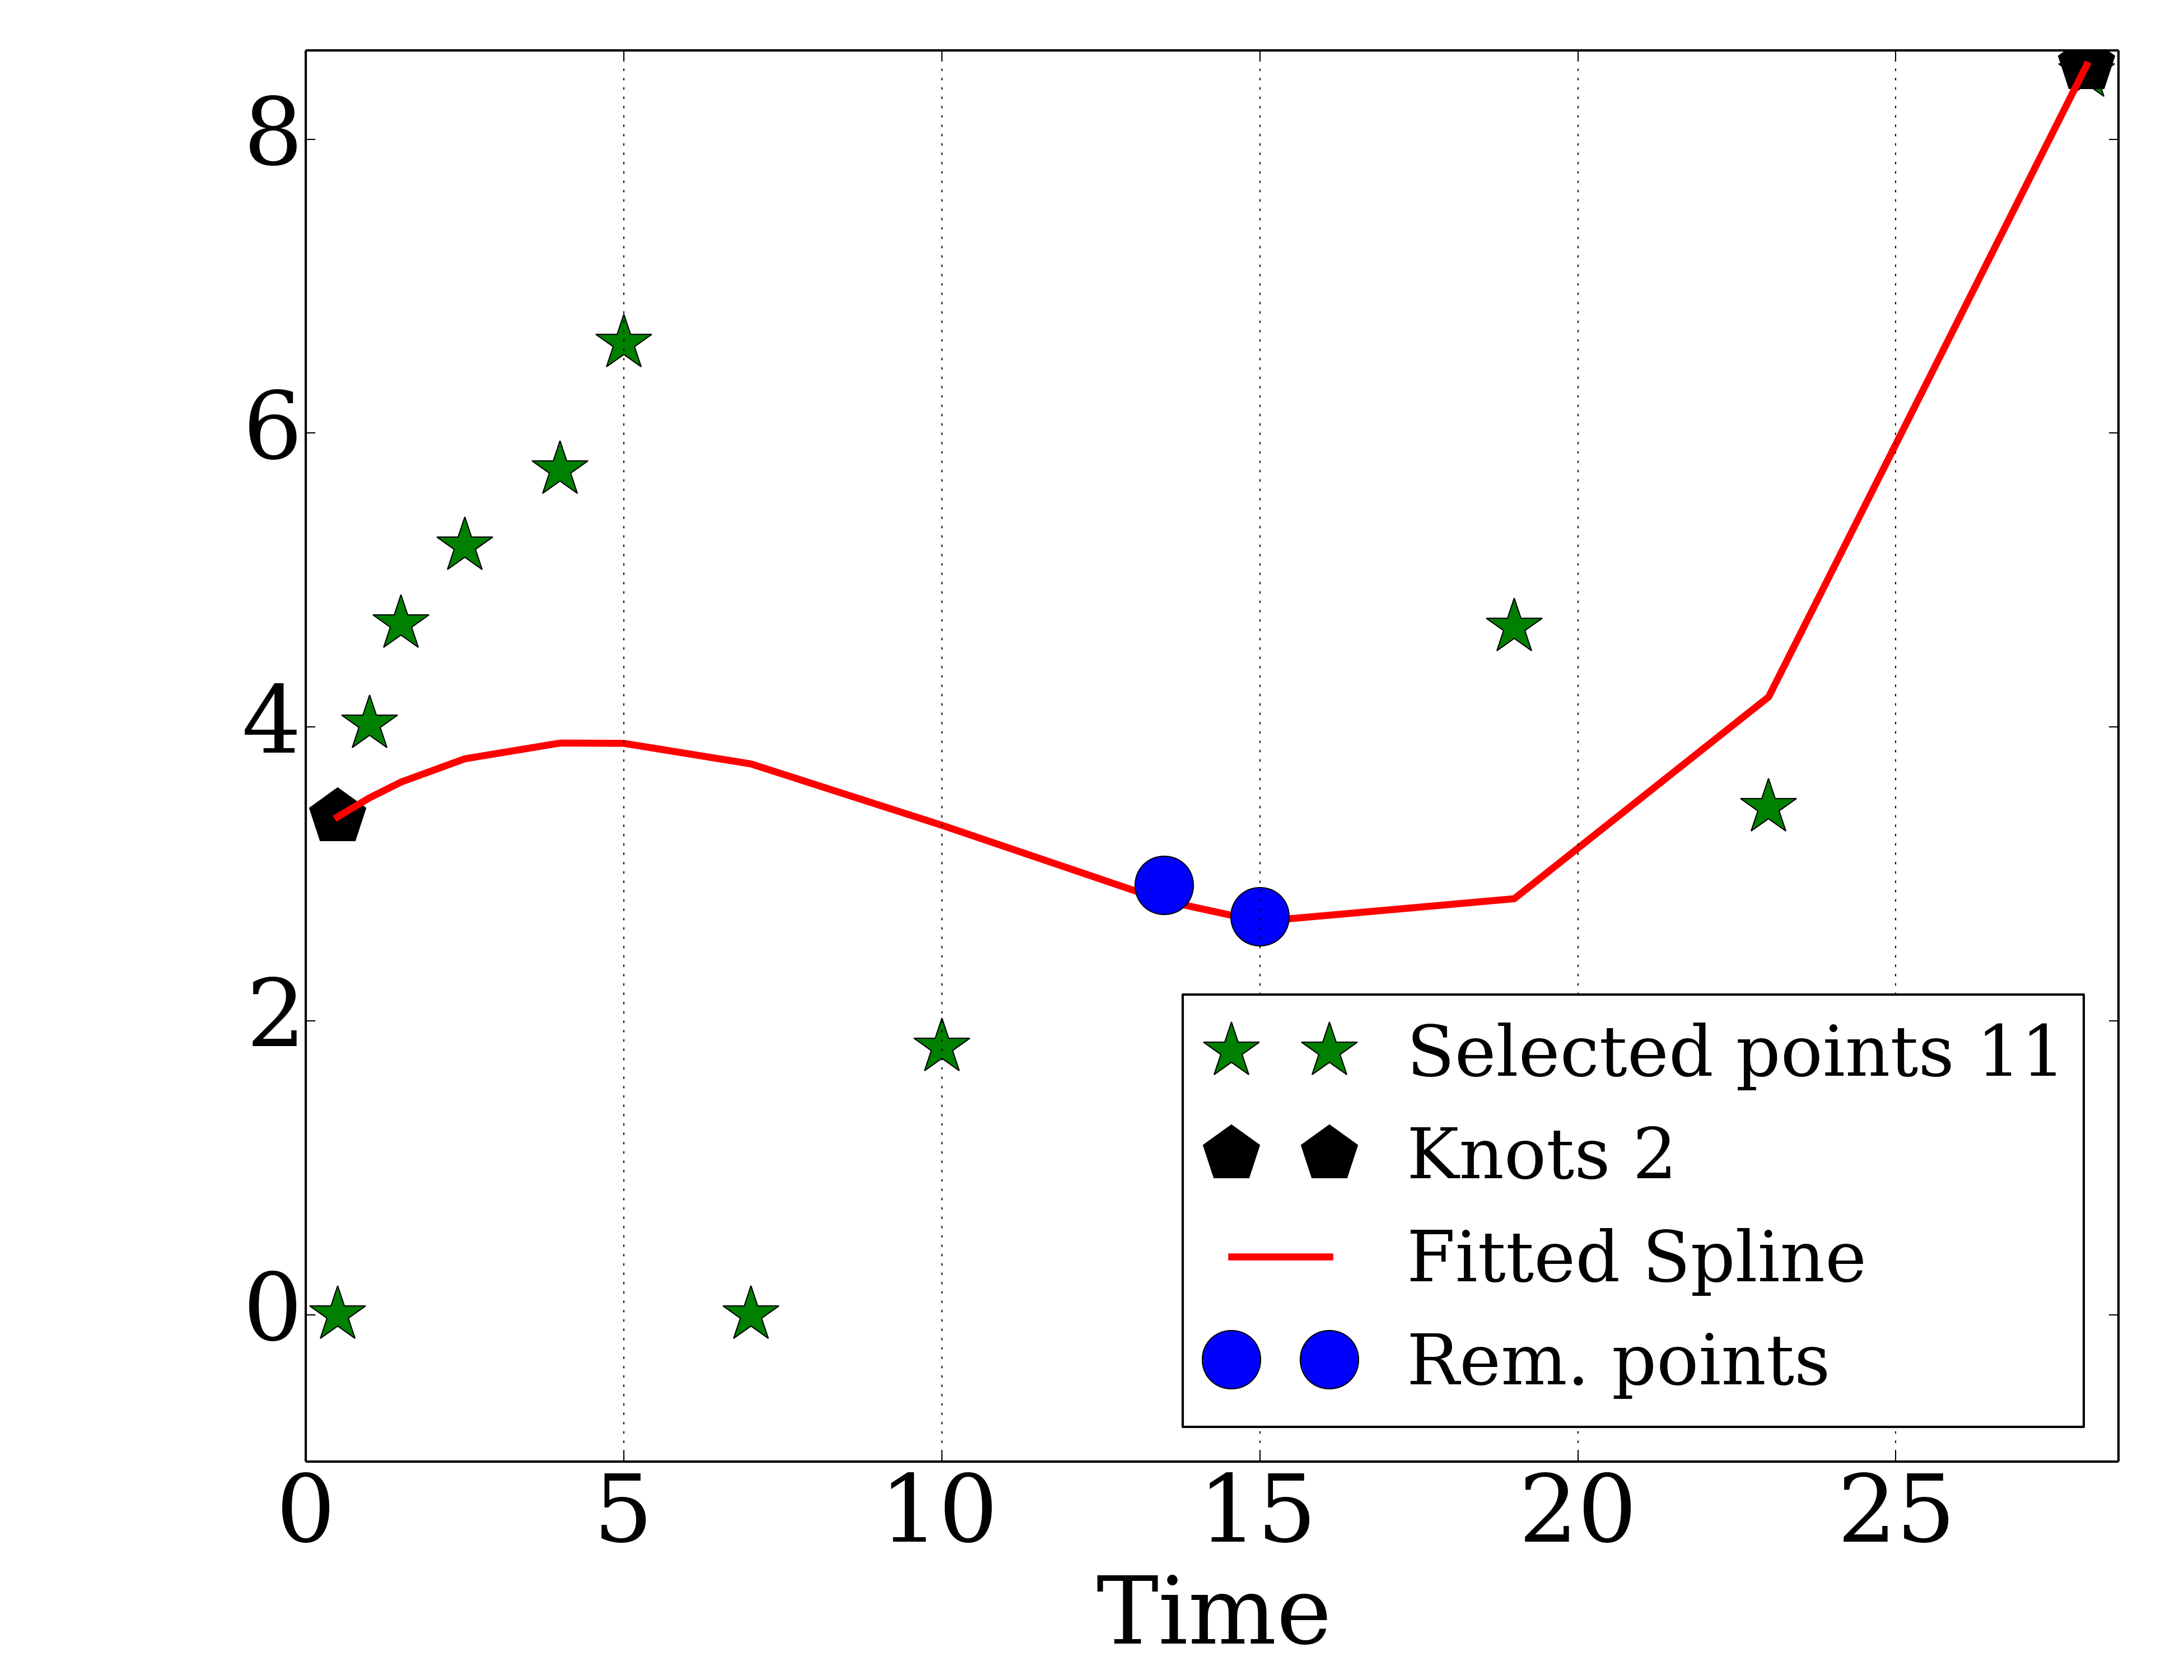 8
6
4
2
0
0 5 10 15 20 25
Time
Selected points 11
Knots 2
Fitted Spline
Rem. points